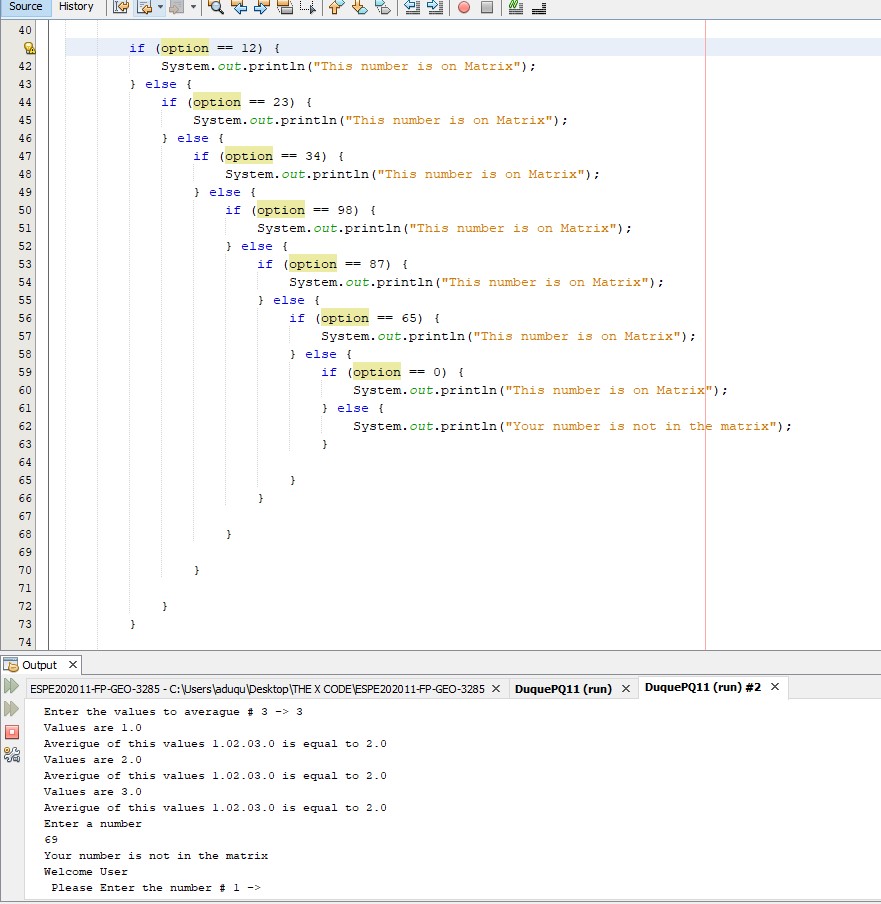 Source History
40
if (option == 12) {
42 System.out.println("This number is on Matrix");
43 } else {
44 if (option == 23) {
45 System.out.println("This number is on Matrix");
46 } else {
47 if (option == 34) {
48 System.out.println("This number is on Matrix");
49 } else {
50 if (option == 98) {
51 System.out.println("This number is on Matrix");
52 } else {
53 if (option == 87) {
54 System.out.println("This number is on Matrix");
55 } else {
56 if (option == 65) {
57 System.out.println("This number is on Matrix");
58 } else {
59 if (option == 0) {
60 System.out.println("This number is on Matrix");
61 } else {
62 System.out.println("Your number is not in the matrix");
63 }
64
65 }
66 }
67
68 }
69
70 }
71
72 }
73 }
74
Output
ESPE202011-FP-GEO-3285 - C:\Users\aduqu\Desktop\THE X CODE\ESPE202011-FP-GEO-3285 DuquePQ11 (run) DuquePQ11 (run) #2
Enter the values to averague # 3 -> 3
Values are 1.0
Averigue of this values 1.02.03.0 is equal to 2.0
Values are 2.0
Averigue of this values 1.02.03.0 is equal to 2.0
Values are 3.0
Averigue of this values 1.02.03.0 is equal to 2.0
Enter a number
69
Your number is not in the matrix
Welcome User
Please Enter the number # 1 ->